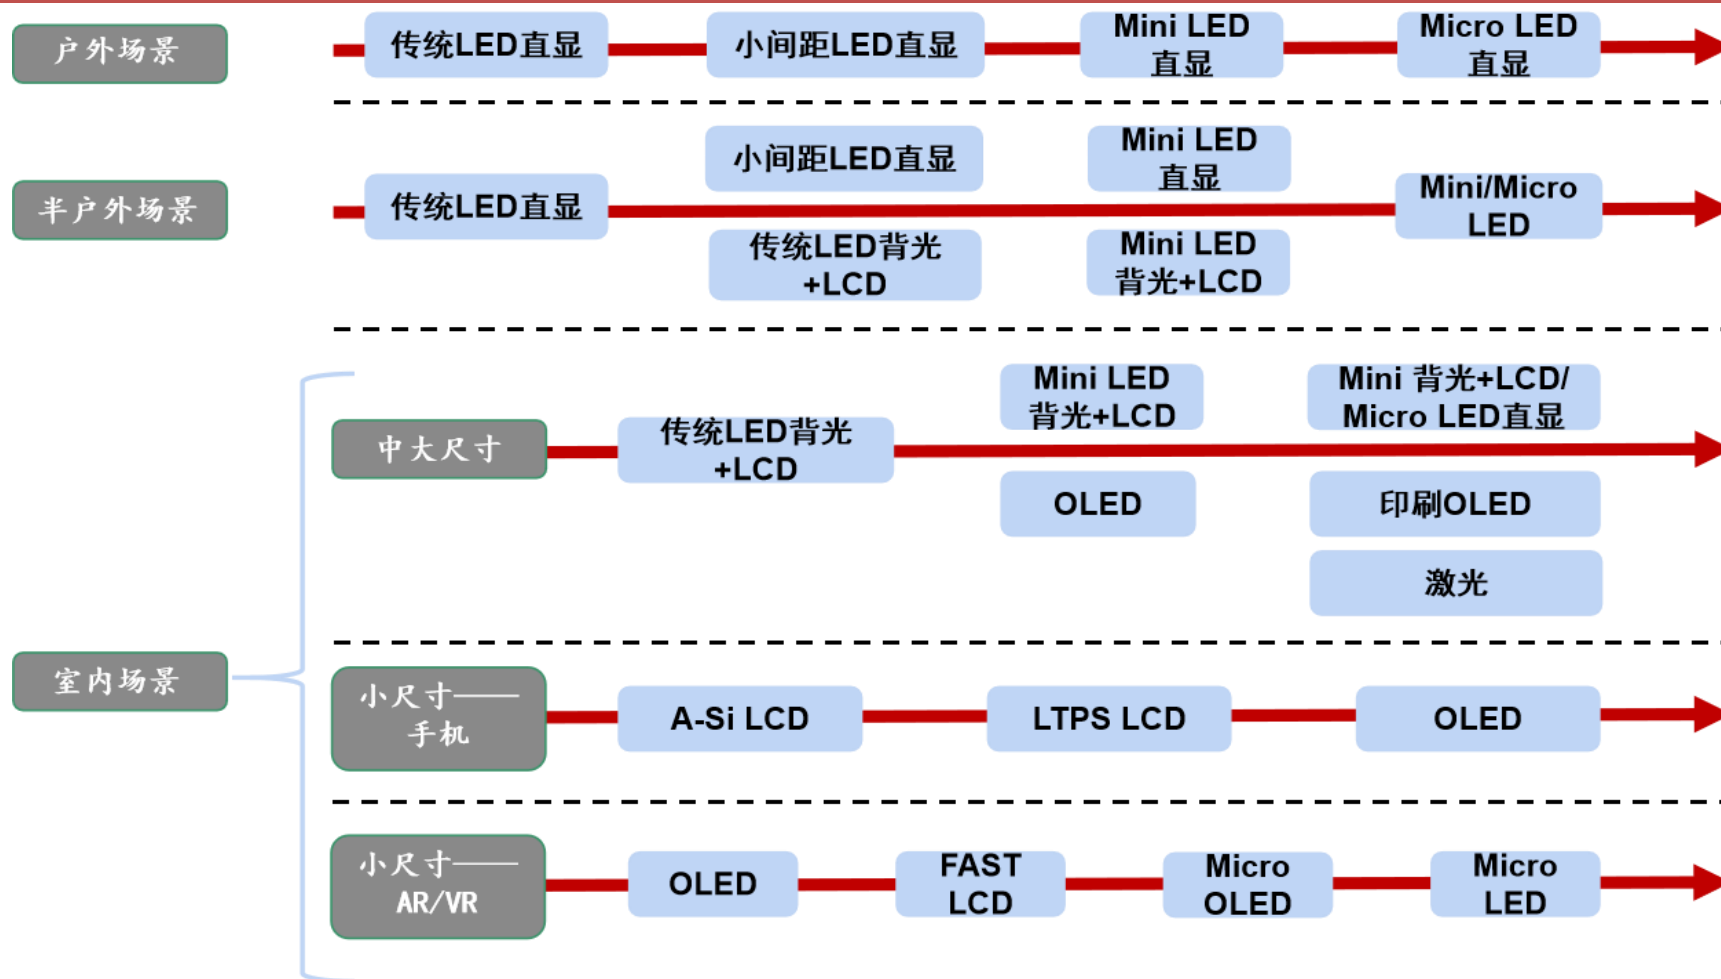 户外场景
传统LED直显
小间距LED直显
Mini LED
直显
Micro LED
直显
半户外场景
传统LED直显
小间距LED直显
传统LED背光
+LCD
Mini LED
直显
Mini LED
背光+LCD
Mini/Micro
LED
室内场景
中大尺寸
传统LED背光
+LCD
Mini LED
背光+LCD
OLED
Mini 背光+LCD/
Micro LED直显
印刷OLED
激光
小尺寸——
手机
A-Si LCD
LTPS LCD
OLED
小尺寸——
AR/VR
OLED
FAST
LCD
Micro
OLED
Micro
LED